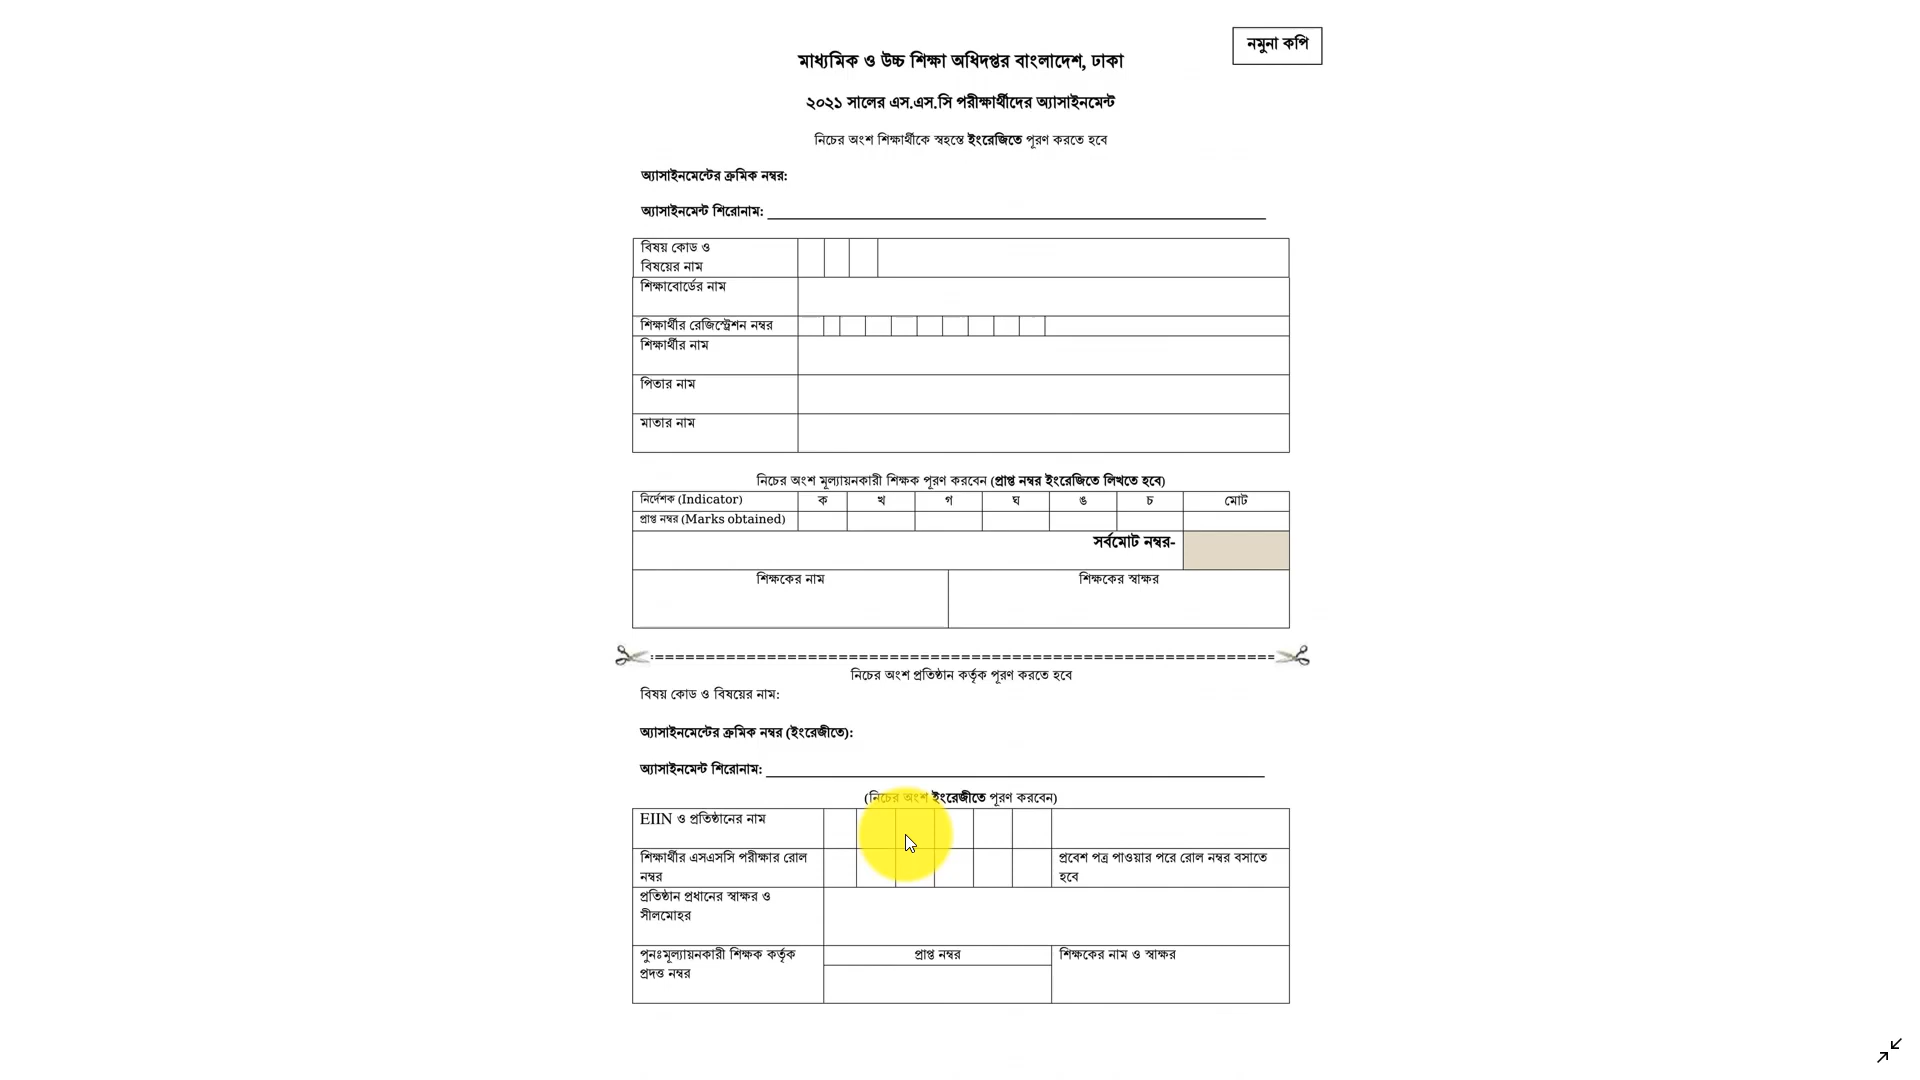 নমুনা কপি
মাধ্যমিক ও উচ্চ শিক্ষা অধিদপ্তর বাংলাদেশ, ঢাকা
২০২১ সালের এস.এস.সি পরীক্ষার্থীদের অ্যাসাইনমেন্ট
নিচের অংশ শিক্ষার্থীকে স্বহস্তে ইংরেজিতে পূরণ করতে হবে
অ্যাসাইনমেন্টের ক্রমিক নম্বর:
অ্যাসাইনমেন্ট শিরোনাম:
বিষয় কোড ও
বিষয়ের নাম
শিক্ষাবোর্ডের নাম
শিক্ষার্থীর রেজিস্ট্রেশন নম্বর
শিক্ষার্থীর নাম
পিতার নাম
মাতার নাম
নিচের অংশ মূল্যায়নকারী শিক্ষক পূরণ করবেন (প্রাপ্ত নম্বর ইংরেজিতে লিখতে হবে)
নির্দেশক (Indicator) ক খ গ ঘ ঙ চ মোট
প্রাপ্ত নম্বর (Marks obtained)
সর্বমোট নম্বর-
শিক্ষকের নাম শিক্ষকের স্বাক্ষর
নিচের অংশ প্রতিষ্ঠান কর্তৃক পূরণ করতে হবে
বিষয় কোড ও বিষয়ের নাম:
অ্যাসাইনমেন্টের ক্রমিক নম্বর (ইংরেজীতে):
অ্যাসাইনমেন্ট শিরোনাম:
(নিচের অংশ ইংরেজীতে পূরণ করবেন)
EIIN ও প্রতিষ্ঠানের নাম
শিক্ষার্থীর এসএসসি পরীক্ষার রোল
নম্বর
প্রবেশ পত্র পাওয়ার পরে রোল নম্বর বসাতে
হবে
প্রতিষ্ঠান প্রধানের স্বাক্ষর ও
সীলমোহর
পুনঃমূল্যায়নকারী শিক্ষক কর্তৃক
প্রদত্ত নম্বর
প্রাপ্ত নম্বর
শিক্ষকের নাম ও স্বাক্ষর